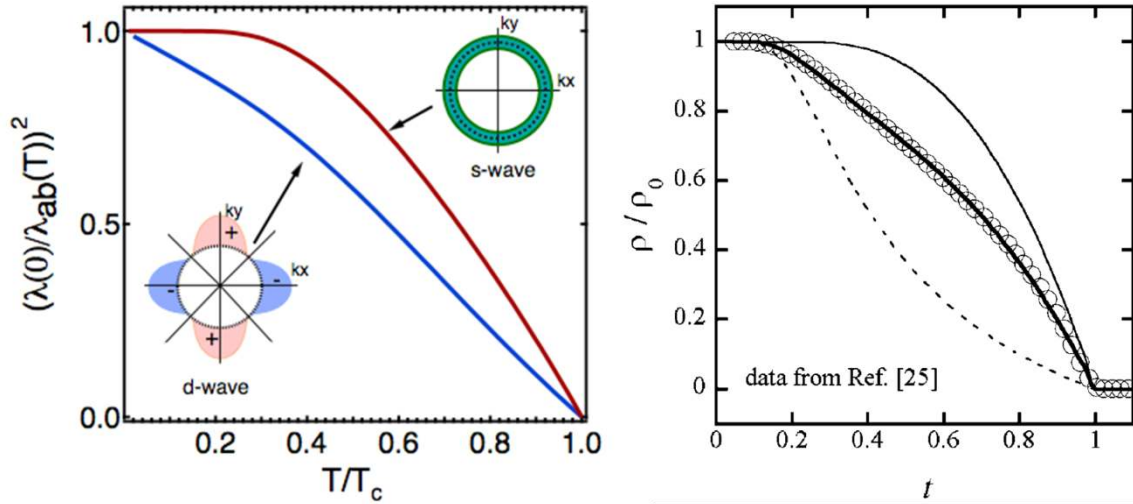 1.0
0.5
0.0
(λ(0)/λab(T))²
0.2 0.4 0.6 0.8 1.0
T/Tc
ky
kx
s-wave
ky
+
kx
-
-
+
d-wave
1
0.8
0.6
0.4
0.2
0
ρ / ρ0
data from Ref. [25]
0 0.2 0.4 0.6 0.8 1
t